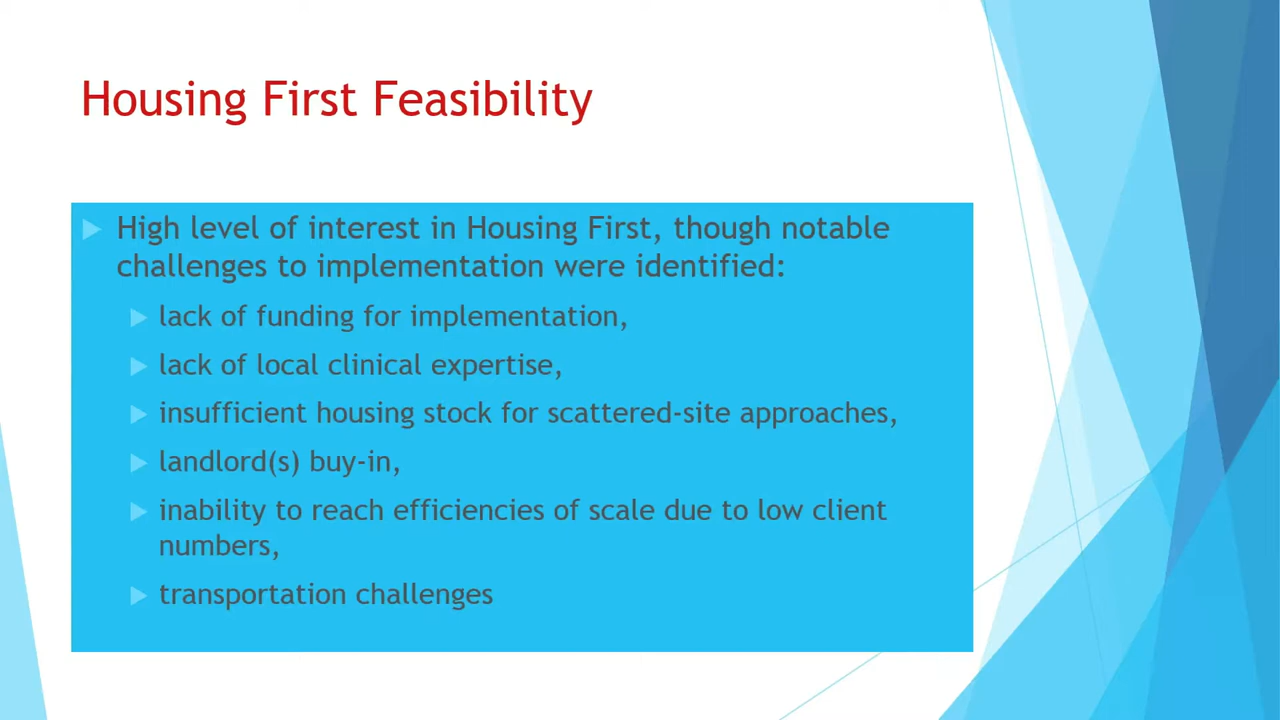 Housing First Feasibility
High level of interest in Housing First, though notable
challenges to implementation were identified:
lack of funding for implementation,
lack of local clinical expertise,
insufficient housing stock for scattered-site approaches,
landlord(s) buy-in,
inability to reach efficiencies of scale due to low client
numbers,
transportation challenges